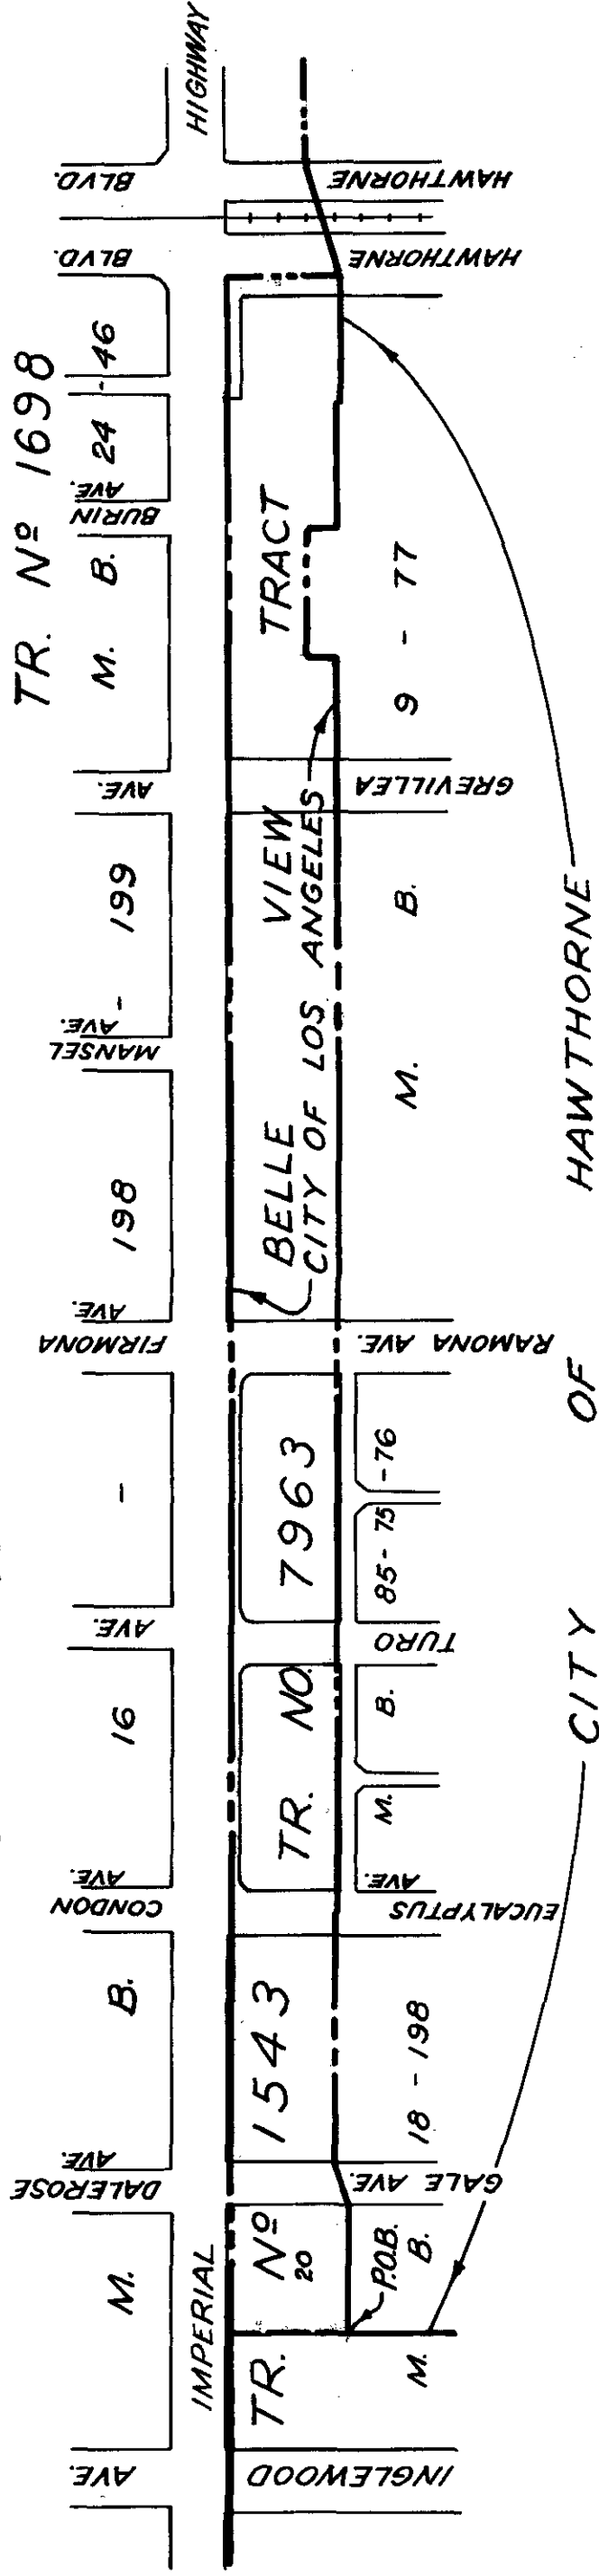 TR. Nº 1698
M. B. 16 - 198 - 199 M. B. 24 - 46
INGLEWOOD AVE.
DALEROSE AVE.
CONDON AVE.
AVE.
FIRMONA AVE.
MANSEL AVE.
AVE.
BURIN AVE.
BLVD.
BLVD.
IMPERIAL HIGHWAY
TR. Nº 1543
20
TR. NO. 7963
BELLE VIEW TRACT
CITY OF LOS ANGELES
P.O.B.
M. B. 18 - 198
M. B. 85 - 75 - 76
M. B. 9 - 77
GALE AVE
EUCALYPTUS AVE.
TURO
RAMONA AVE.
GREVILLEA
HAWTHORNE
HAWTHORNE
CITY OF HAWTHORNE